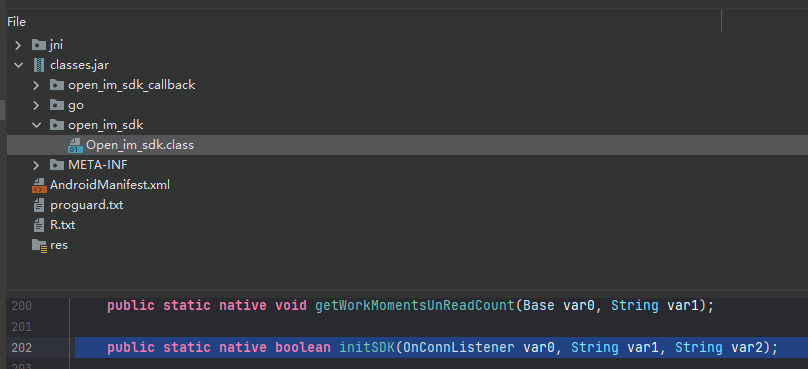 File
jni
classes.jar
open_im_sdk_callback
go
open_im_sdk
Open_im_sdk.class
META-INF
AndroidManifest.xml
proguard.txt
R.txt
res
200 public static native void getWorkMomentsUnReadCount(Base var0, String var1);
201
202 public static native boolean initSDK(OnConnListener var0, String var1, String var2);
203